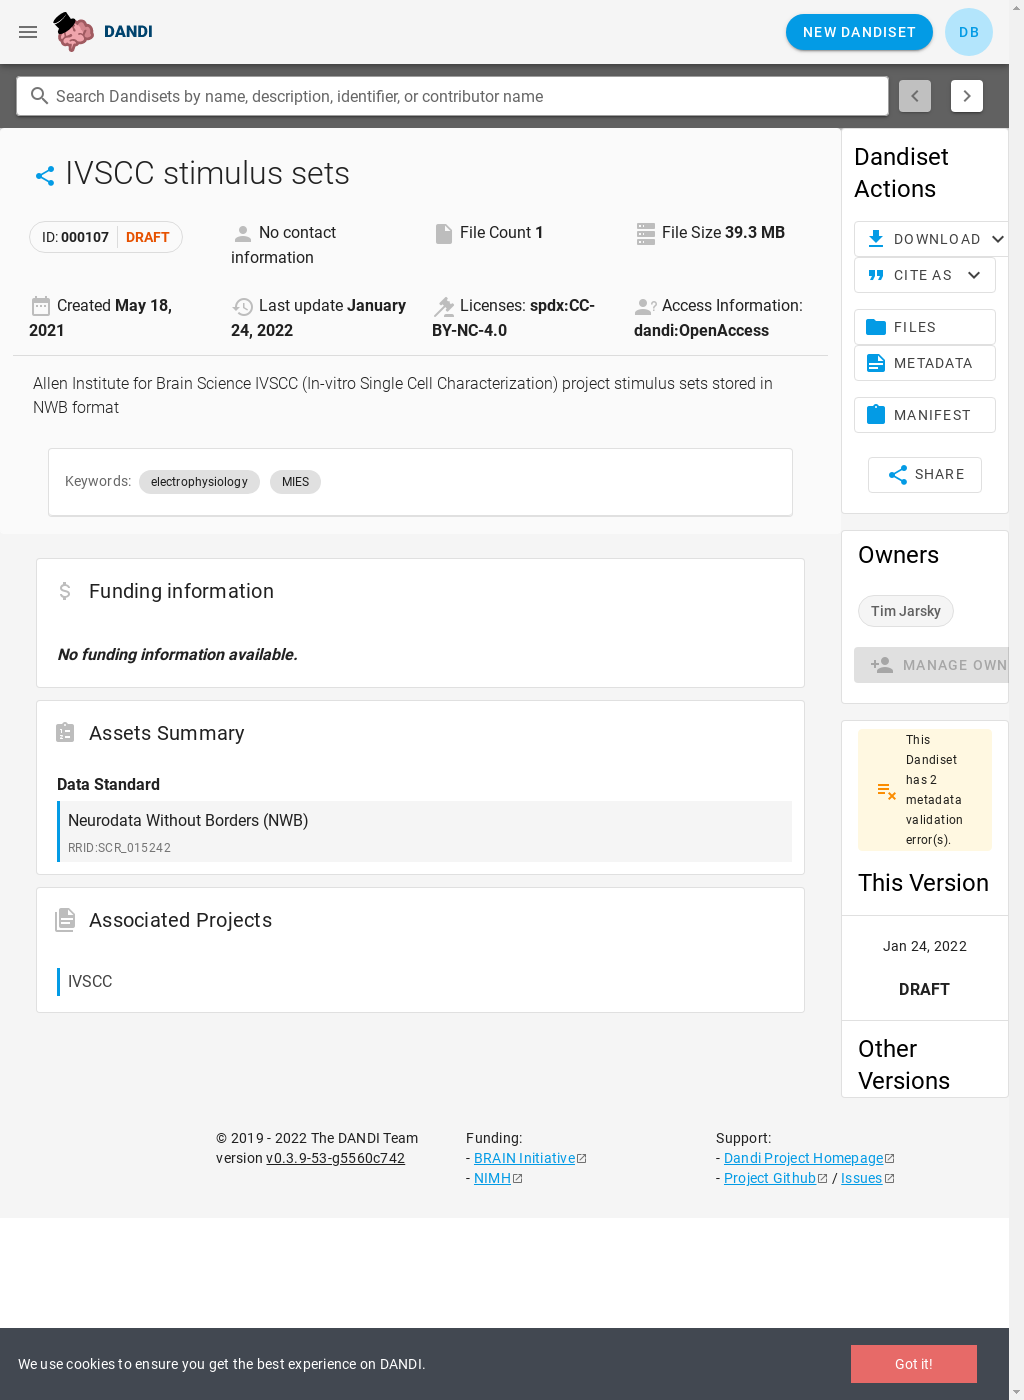 DANDI
NEW DANDISET
DB
Search Dandisets by name, description, identifier, or contributor name
IVSCC stimulus sets
ID: 000107 DRAFT
No contact
information
File Count 1
File Size 39.3 MB
Created May 18,
2021
Last update January
24, 2022
Licenses: spdx:CC-
BY-NC-4.0
Access Information:
dandi:OpenAccess
Allen Institute for Brain Science IVSCC (In-vitro Single Cell Characterization) project stimulus sets stored in
NWB format
Keywords: electrophysiology MIES
Funding information
No funding information available.
Assets Summary
Data Standard
Neurodata Without Borders (NWB)
RRID:SCR_015242
Associated Projects
IVSCC
Dandiset
Actions
DOWNLOAD
CITE AS
FILES
METADATA
MANIFEST
SHARE
Owners
Tim Jarsky
MANAGE OWN
This
Dandiset
has 2
metadata
validation
error(s).
This Version
Jan 24, 2022
DRAFT
Other
Versions
© 2019 - 2022 The DANDI Team
version v0.3.9-53-g5560c742
Funding:
- BRAIN Initiative
- NIMH
Support:
- Dandi Project Homepage
- Project Github / Issues
We use cookies to ensure you get the best experience on DANDI.
Got it!